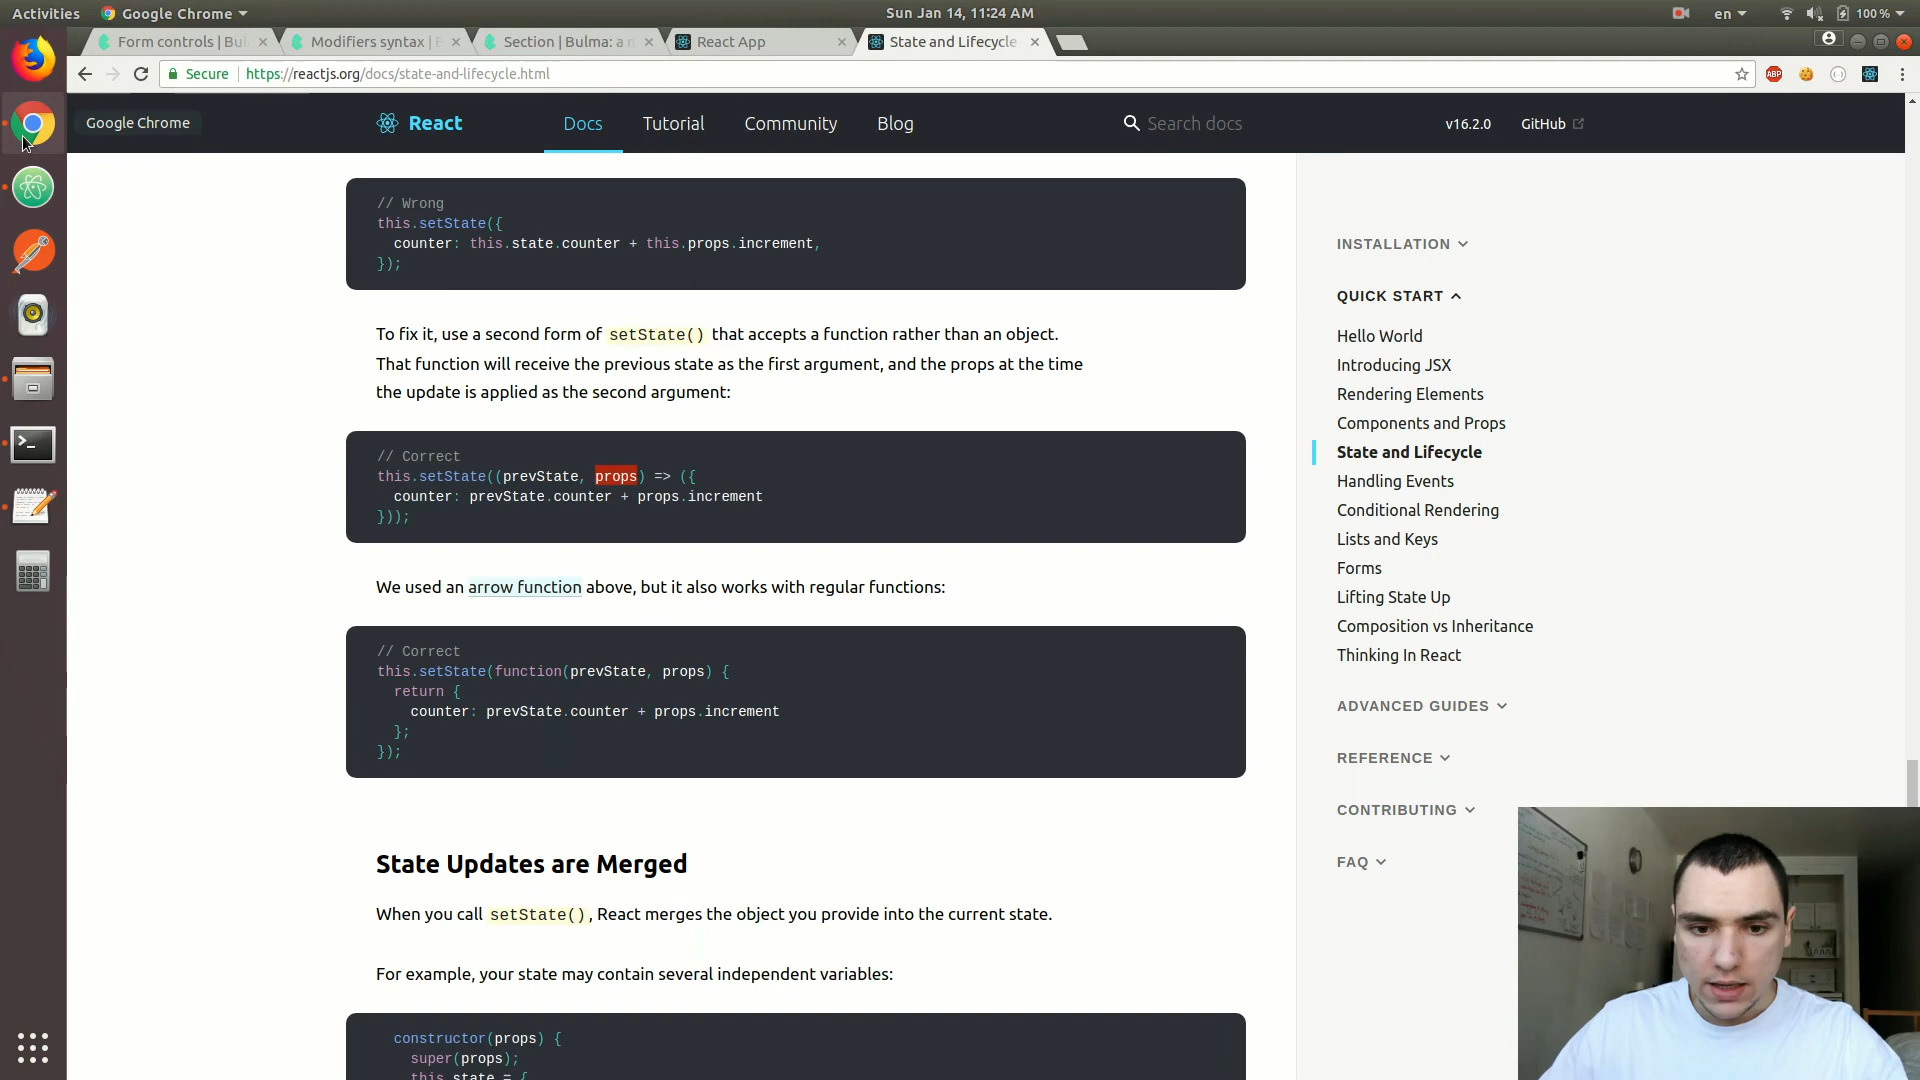 Activities
Google Chrome
Sun Jan 14, 11:24 AM
en
100 %
Form controls | Bul
Modifiers syntax | B
Section | Bulma: a m
React App
State and Lifecycle
Secure
https://reactjs.org/docs/state-and-lifecycle.html
ABP
Google Chrome
React
Docs
Tutorial
Community
Blog
Search docs
v16.2.0
GitHub
// Wrong
this.setState({
counter: this.state.counter + this.props.increment,
});
To fix it, use a second form of setState() that accepts a function rather than an object.
That function will receive the previous state as the first argument, and the props at the time
the update is applied as the second argument:
// Correct
this.setState((prevState, props) => ({
counter: prevState.counter + props.increment
}));
We used an arrow function above, but it also works with regular functions:
// Correct
this.setState(function(prevState, props) {
return {
counter: prevState.counter + props.increment
};
});
State Updates are Merged
When you call setState(), React merges the object you provide into the current state.
For example, your state may contain several independent variables:
constructor(props) {
super(props);
this.state = {
INSTALLATION
QUICK START
Hello World
Introducing JSX
Rendering Elements
Components and Props
State and Lifecycle
Handling Events
Conditional Rendering
Lists and Keys
Forms
Lifting State Up
Composition vs Inheritance
Thinking In React
ADVANCED GUIDES
REFERENCE
CONTRIBUTING
FAQ